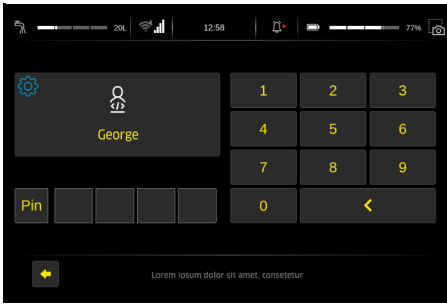 20L 12:58 77%
</>
George
1 2 3
4 5 6
7 8 9
Pin 0
Lorem ipsum dolor sit amet, consetetur